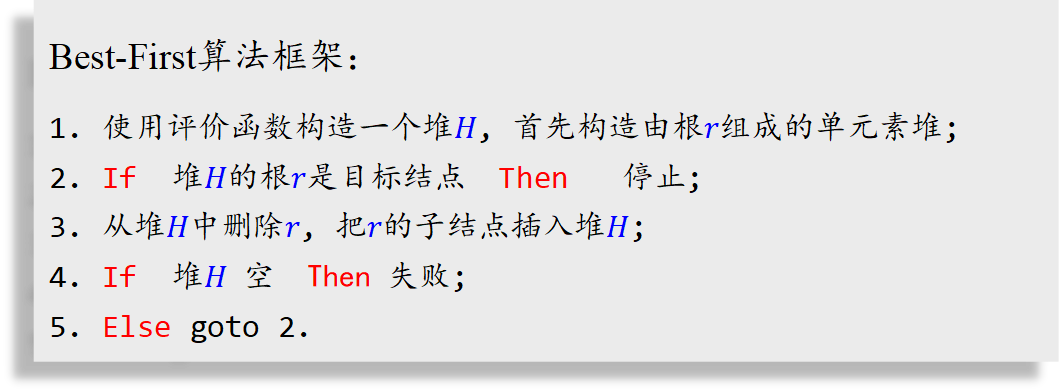 Best-First算法框架：
1. 使用评价函数构造一个堆H, 首先构造由根r组成的单元素堆;
2. If 堆H的根r是目标结点 Then 停止;
3. 从堆H中删除r, 把r的子结点插入堆H;
4. If 堆H 空 Then 失败;
5. Else goto 2.